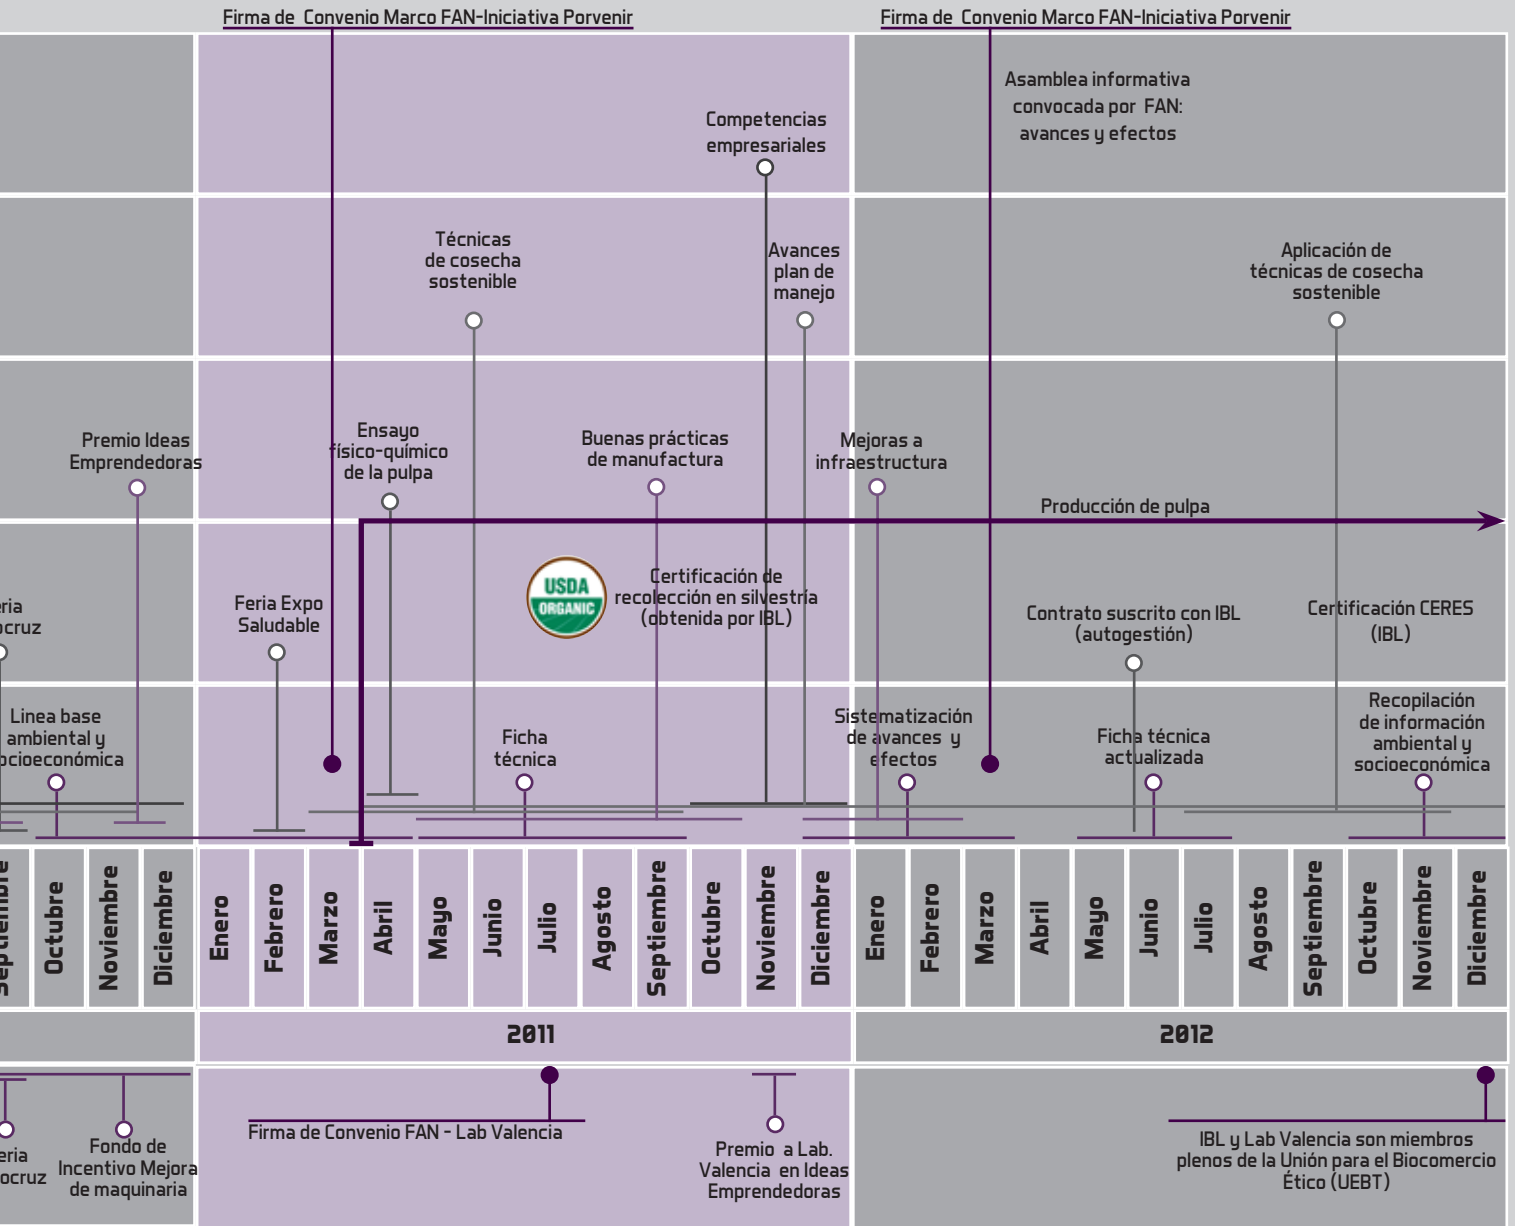 Firma de Convenio Marco FAN-Iniciativa Porvenir
Firma de Convenio Marco FAN-Iniciativa Porvenir
Asamblea informativa
convocada por FAN:
avances y efectos
Competencias
empresariales
Técnicas
de cosecha
sostenible
Avances
plan de
manejo
Aplicación de
técnicas de cosecha
sostenible
Premio Ideas
Emprendedoras
Ensayo
físico-químico
de la pulpa
Buenas prácticas
de manufactura
Mejoras a
infraestructura
Producción de pulpa
eria
ocruz
Feria Expo
Saludable
USDA
ORGANIC
Certificación de
recolección en silvestría
(obtenida por IBL)
Contrato suscrito con IBL
(autogestión)
Certificación CERES
(IBL)
Linea base
ambiental y
ocioeconómica
Ficha
técnica
Sistematización
de avances y
efectos
Ficha técnica
actualizada
Recopilación
de información
ambiental y
socioeconómica
Septiembre
Octubre
Noviembre
Diciembre
Enero
Febrero
Marzo
Abril
Mayo
Junio
Julio
Agosto
Septiembre
Octubre
Noviembre
Diciembre
Enero
Febrero
Marzo
Abril
Mayo
Junio
Julio
Agosto
Septiembre
Octubre
Noviembre
Diciembre
2011
2012
eria
ocruz
Fondo de
Incentivo Mejora
de maquinaria
Firma de Convenio FAN - Lab Valencia
Premio a Lab.
Valencia en Ideas
Emprendedoras
IBL y Lab Valencia son miembros
plenos de la Unión para el Biocomercio
Ético (UEBT)